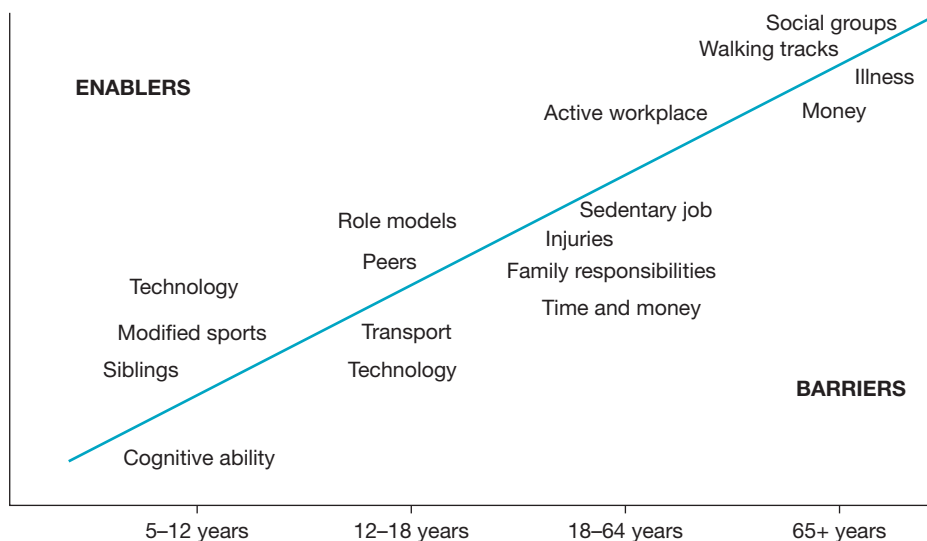 Social groups
Walking tracks
ENABLERS
Illness
Active workplace
Money
Role models
Sedentary job
Injuries
Peers
Family responsibilities
Technology
Time and money
Modified sports
Transport
Siblings
Technology
BARRIERS
Cognitive ability
5–12 years
12–18 years
18–64 years
65+ years